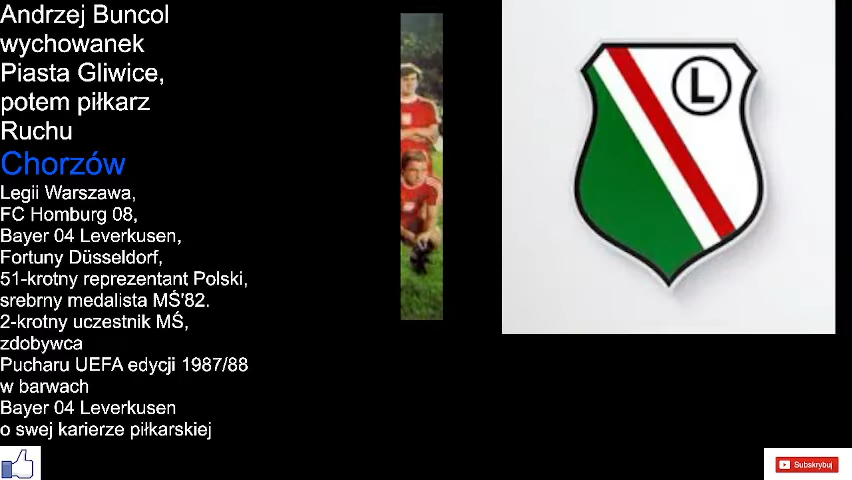 Andrzej Buncol
wychowanek
Piasta Gliwice,
potem piłkarz
Ruchu
Chorzów
Legii Warszawa,
FC Homburg 08,
Bayer 04 Leverkusen,
Fortuny Düsseldorf,
51-krotny reprezentant Polski,
srebrny medalista MŚ'82.
2-krotny uczestnik MŚ,
zdobywca
Pucharu UEFA edycji 1987/88
w barwach
Bayer 04 Leverkusen
o swej karierze piłkarskiej
L
Subskrybuj